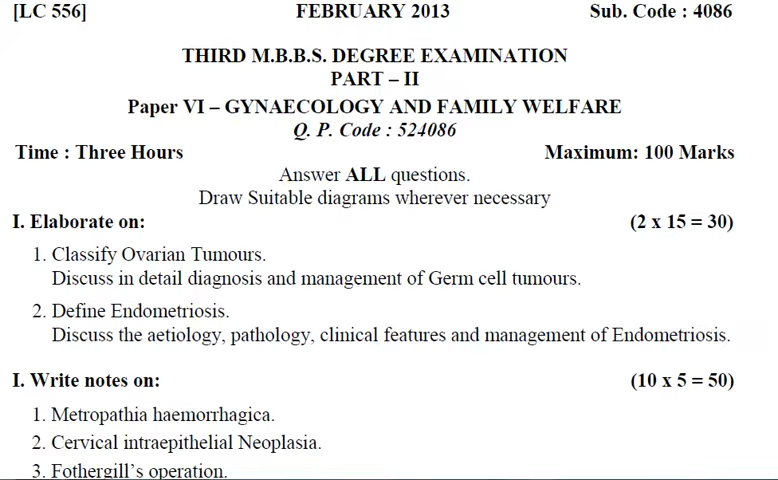 [LC 556] FEBRUARY 2013 Sub. Code : 4086
THIRD M.B.B.S. DEGREE EXAMINATION
PART – II
Paper VI – GYNAECOLOGY AND FAMILY WELFARE
Q. P. Code : 524086
Time : Three Hours Maximum: 100 Marks
Answer ALL questions.
Draw Suitable diagrams wherever necessary
I. Elaborate on: (2 x 15 = 30)
1. Classify Ovarian Tumours.
Discuss in detail diagnosis and management of Germ cell tumours.
2. Define Endometriosis.
Discuss the aetiology, pathology, clinical features and management of Endometriosis.
I. Write notes on: (10 x 5 = 50)
1. Metropathia haemorrhagica.
2. Cervical intraepithelial Neoplasia.
3. Fothergill’s operation.